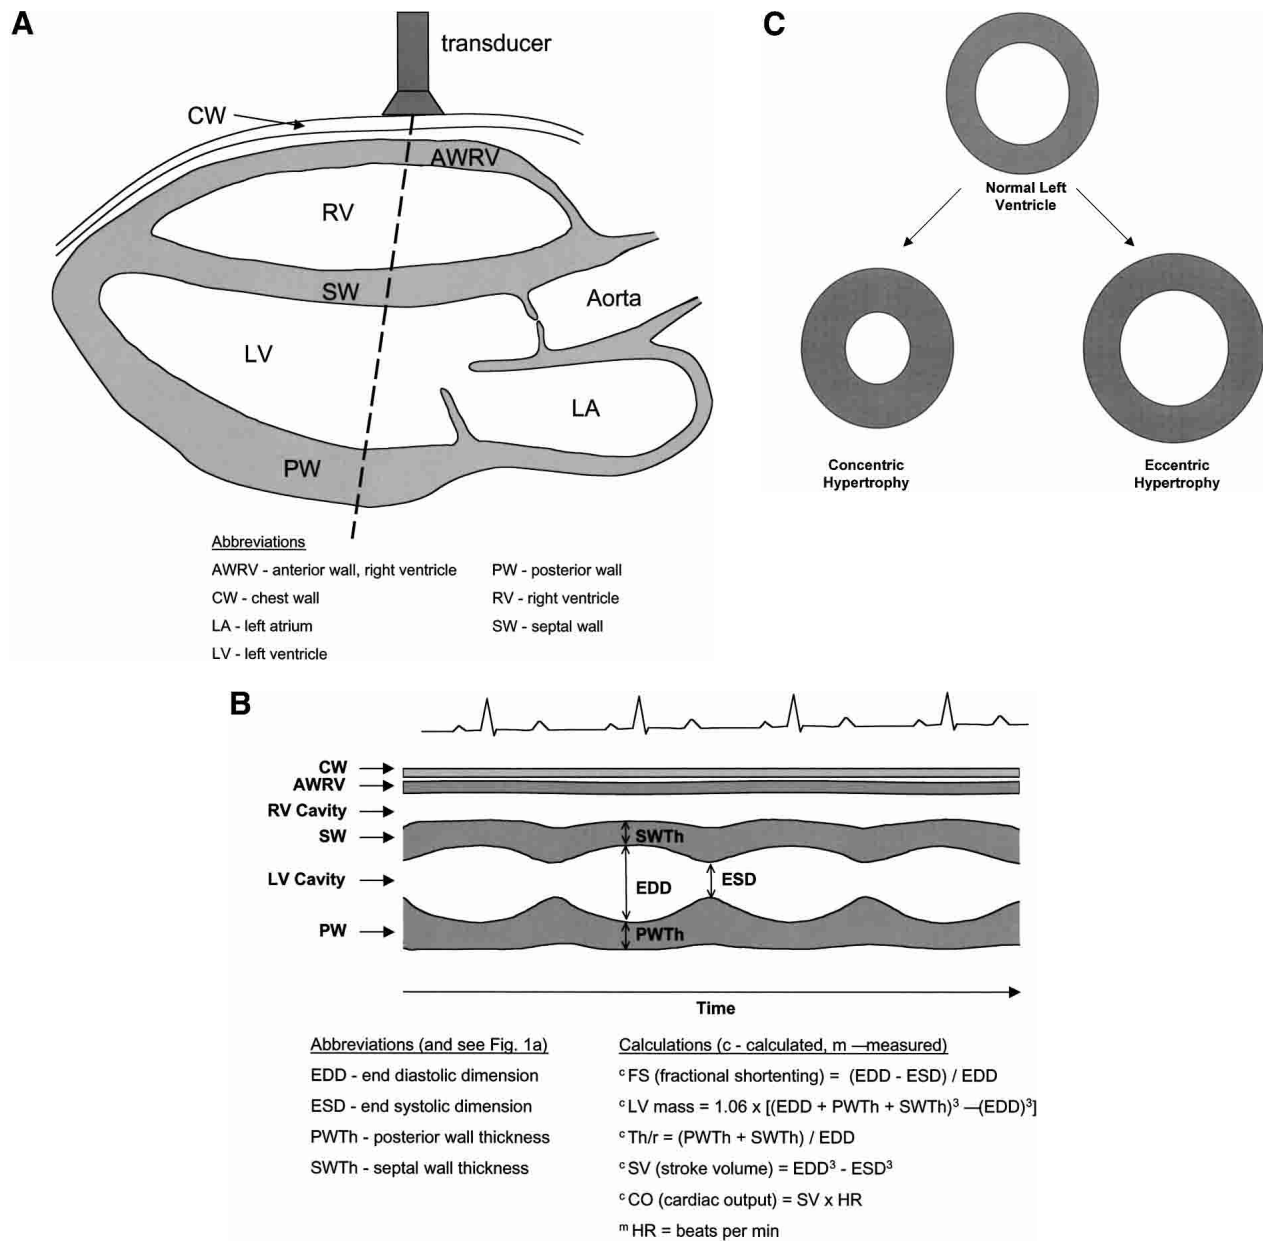 A
transducer
CW
AWRV
RV
SW
Aorta
LV
LA
PW
Abbreviations
AWRV - anterior wall, right ventricle
CW - chest wall
LA - left atrium
LV - left ventricle
PW - posterior wall
RV - right ventricle
SW - septal wall
C
Normal Left
Ventricle
Concentric
Hypertrophy
Eccentric
Hypertrophy
B
CW
AWRV
RV Cavity
SW
SWTh
LV Cavity
EDD
ESD
PW
PWTh
Time
Abbreviations (and see Fig. 1a)
EDD - end diastolic dimension
ESD - end systolic dimension
PWTh - posterior wall thickness
SWTh - septal wall thickness
Calculations (c - calculated, m —measured)
c FS (fractional shortenting) = (EDD - ESD) / EDD
c LV mass = 1.06 x [(EDD + PWTh + SWTh)³ —(EDD)³]
c Th/r = (PWTh + SWTh) / EDD
c SV (stroke volume) = EDD³ - ESD³
c CO (cardiac output) = SV x HR
m HR = beats per min